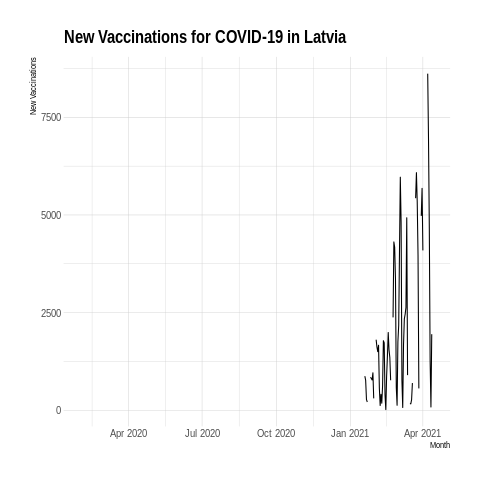 New Vaccinations for COVID-19 in Latvia
New Vaccinations
7500
5000
2500
0
Apr 2020 Jul 2020 Oct 2020 Jan 2021 Apr 2021
Month